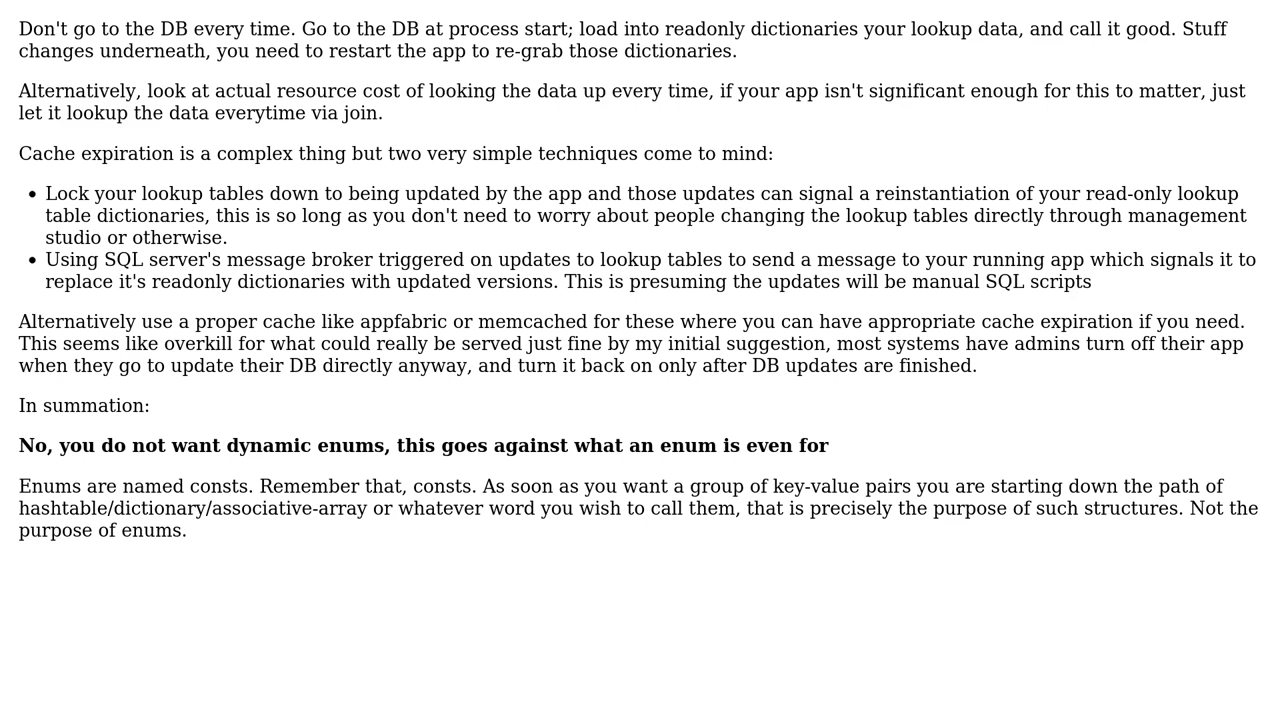 Don't go to the DB every time. Go to the DB at process start; load into readonly dictionaries your lookup data, and call it good. Stuff
changes underneath, you need to restart the app to re-grab those dictionaries.
Alternatively, look at actual resource cost of looking the data up every time, if your app isn't significant enough for this to matter, just
let it lookup the data everytime via join.
Cache expiration is a complex thing but two very simple techniques come to mind:
• Lock your lookup tables down to being updated by the app and those updates can signal a reinstantiation of your read-only lookup
table dictionaries, this is so long as you don't need to worry about people changing the lookup tables directly through management
studio or otherwise.
• Using SQL server's message broker triggered on updates to lookup tables to send a message to your running app which signals it to
replace it's readonly dictionaries with updated versions. This is presuming the updates will be manual SQL scripts
Alternatively use a proper cache like appfabric or memcached for these where you can have appropriate cache expiration if you need.
This seems like overkill for what could really be served just fine by my initial suggestion, most systems have admins turn off their app
when they go to update their DB directly anyway, and turn it back on only after DB updates are finished.
In summation:
No, you do not want dynamic enums, this goes against what an enum is even for
Enums are named consts. Remember that, consts. As soon as you want a group of key-value pairs you are starting down the path of
hashtable/dictionary/associative-array or whatever word you wish to call them, that is precisely the purpose of such structures. Not the
purpose of enums.